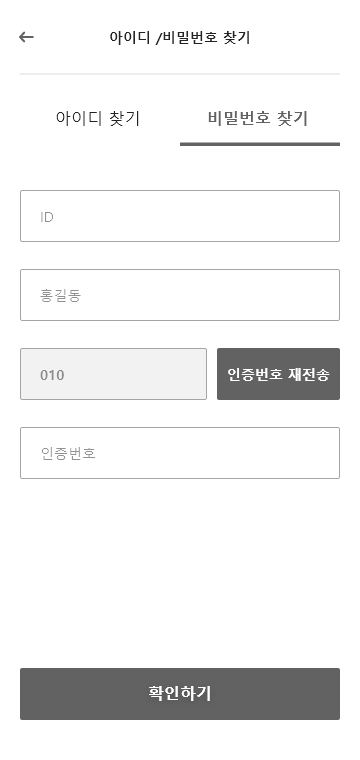 아이디 /비밀번호 찾기
아이디 찾기
비밀번호 찾기
ID
홍길동
010
인증번호 재전송
인증번호
확인하기